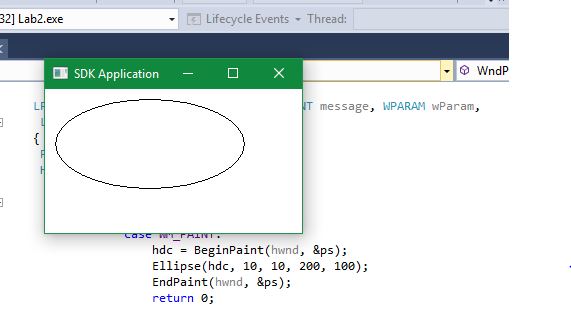 32] Lab2.exe Lifecycle Events Thread:
SDK Application
WndP
NT message, WPARAM wParam,
{
case WM_PAINT:
hdc = BeginPaint(hwnd, &ps);
Ellipse(hdc, 10, 10, 200, 100);
EndPaint(hwnd, &ps);
return 0;